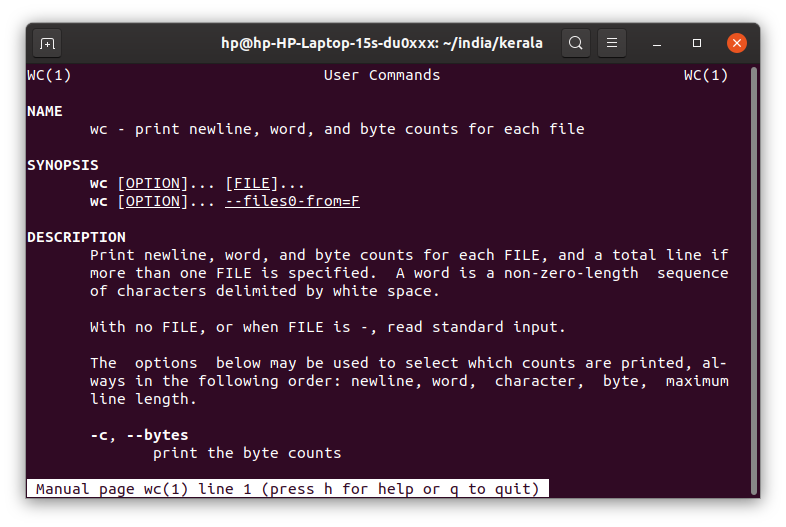 hp@hp-HP-Laptop-15s-du0xxx: ~/india/kerala
WC(1) User Commands WC(1)
NAME
wc - print newline, word, and byte counts for each file
SYNOPSIS
wc [OPTION]... [FILE]...
wc [OPTION]... --files0-from=F
DESCRIPTION
Print newline, word, and byte counts for each FILE, and a total line if
more than one FILE is specified.  A word is a non-zero-length  sequence
of characters delimited by white space.
With no FILE, or when FILE is -, read standard input.
The  options  below may be used to select which counts are printed, al-
ways in the following order: newline, word,  character,  byte,  maximum
line length.
-c, --bytes
print the byte counts
Manual page wc(1) line 1 (press h for help or q to quit)